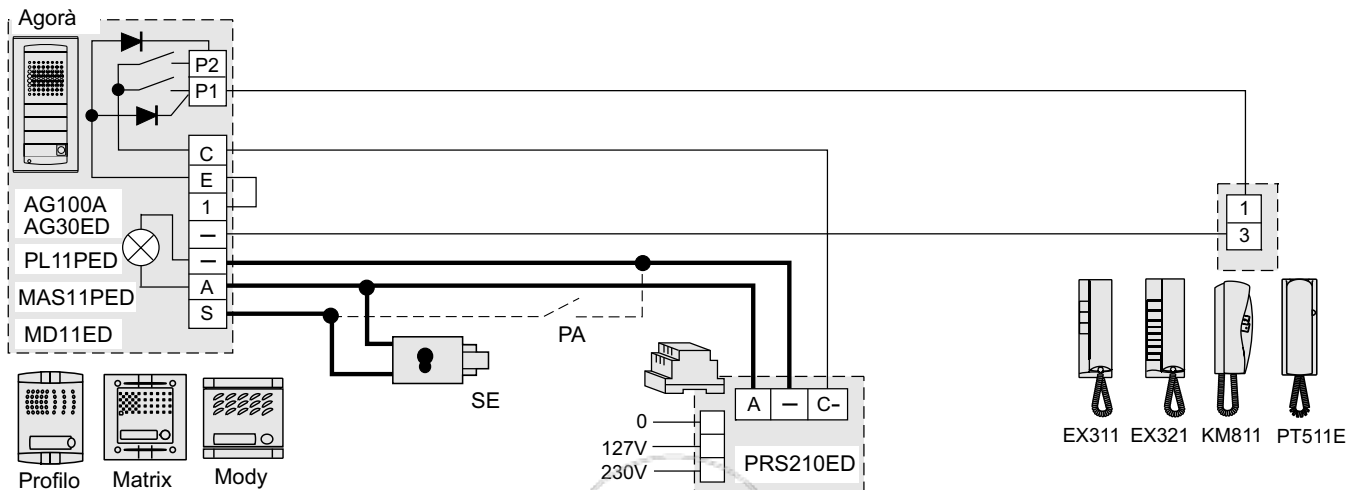 Agorà
P2
P1
C
E
1
–
–
A
S
AG100A
AG30ED
PL11PED
MAS11PED
MD11ED
1
3
PA
SE
A – C-
0
127V
230V
PRS210ED
EX311 EX321 KM811 PT511E
Profilo Matrix Mody